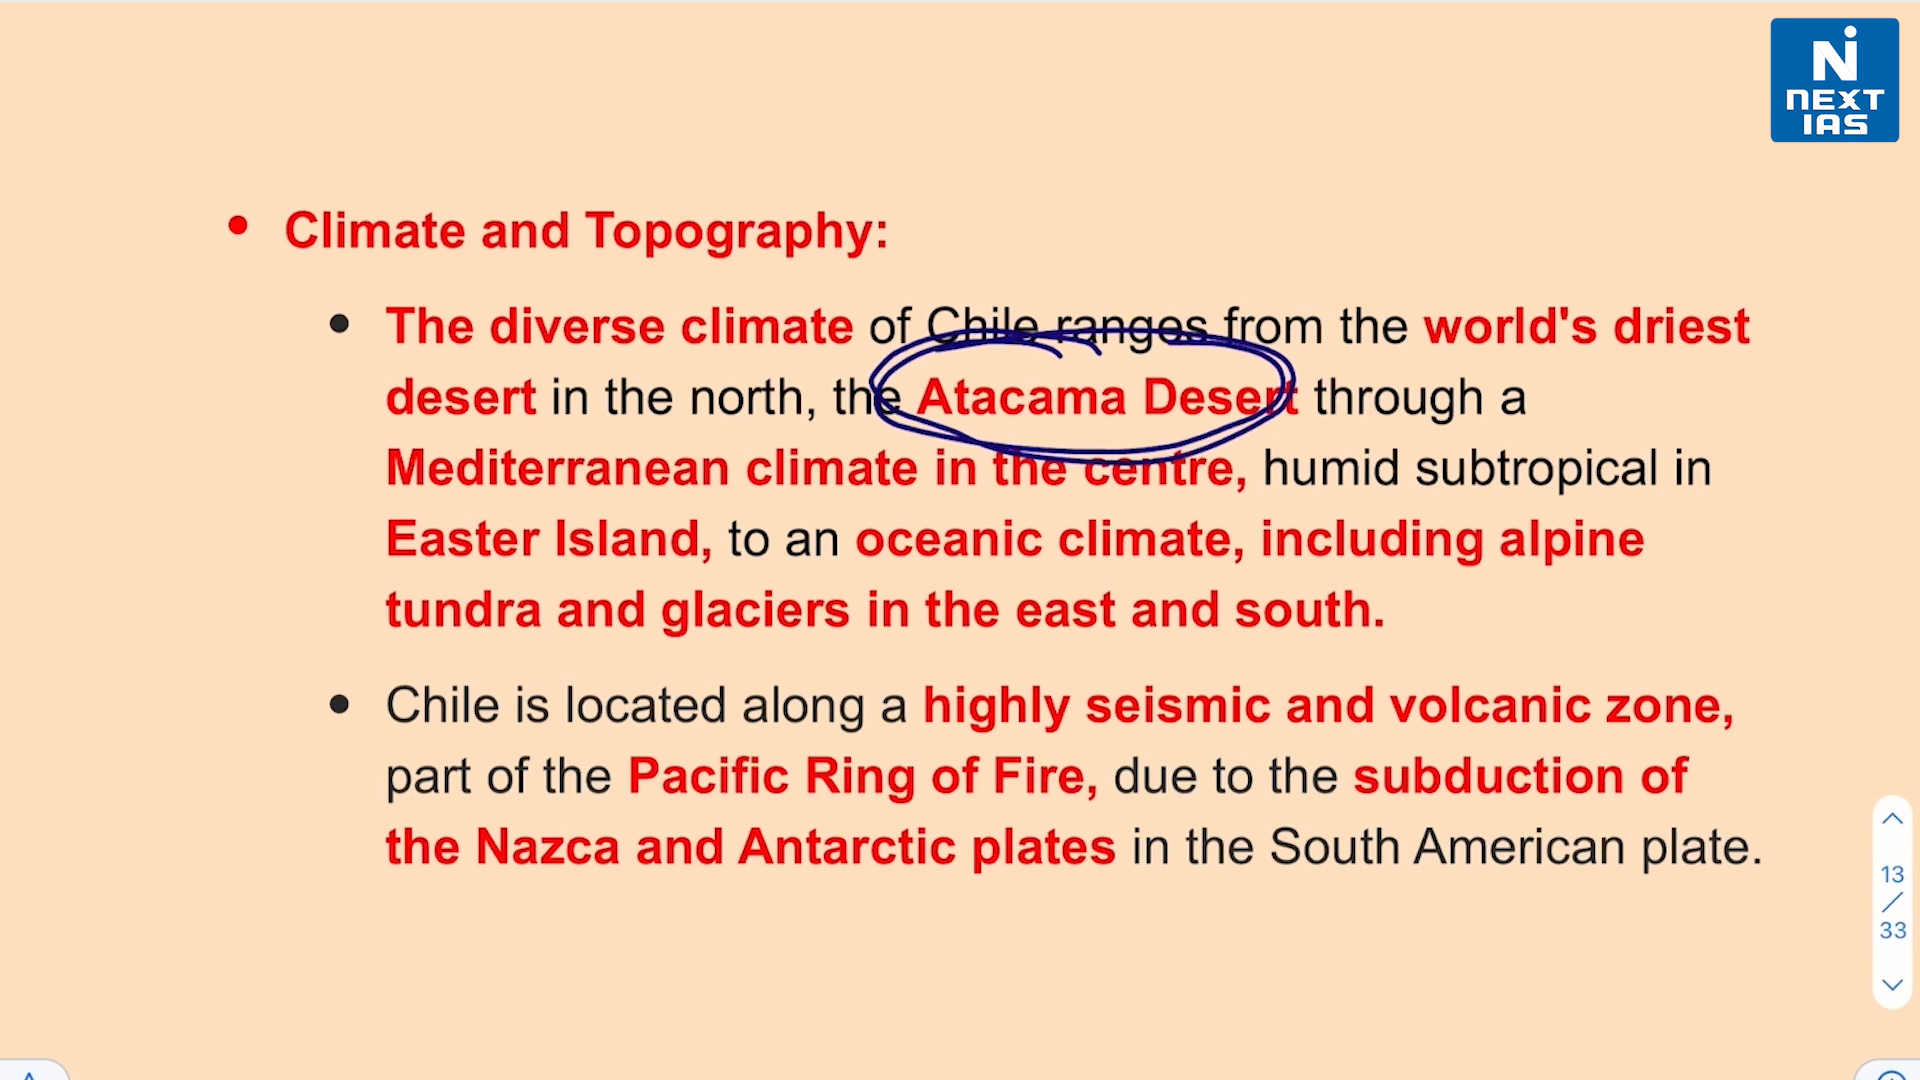 NEXT
IAS
• Climate and Topography:
• The diverse climate of Chile ranges from the world's driest
desert in the north, the Atacama Desert through a
Mediterranean climate in the centre, humid subtropical in
Easter Island, to an oceanic climate, including alpine
tundra and glaciers in the east and south.
• Chile is located along a highly seismic and volcanic zone,
part of the Pacific Ring of Fire, due to the subduction of
the Nazca and Antarctic plates in the South American plate.
13
/
33